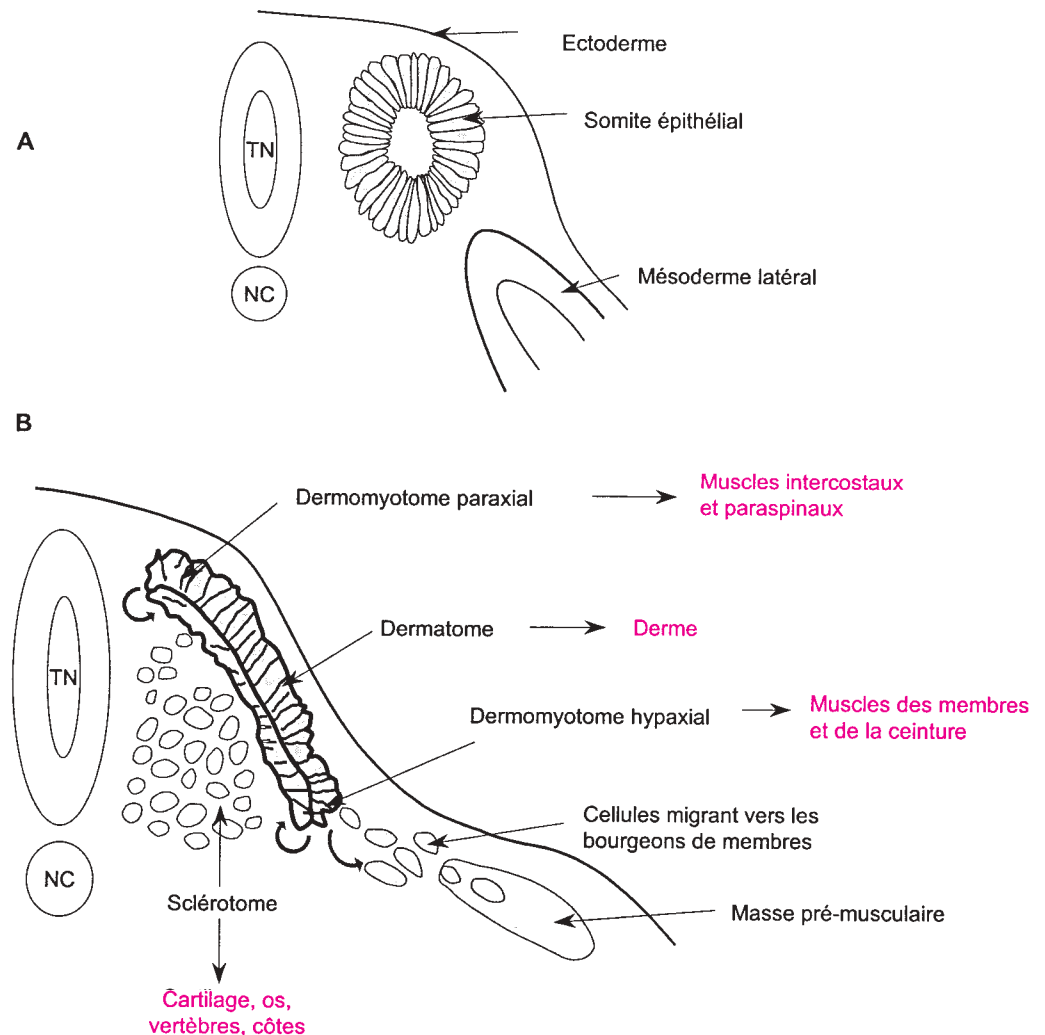 Ectoderme
Somite épithélial
A
TN
Mésoderme latéral
NC
B
Dermomyotome paraxial
Muscles intercostaux
et paraspinaux
Dermatome
Derme
TN
Dermomyotome hypaxial
Muscles des membres
et de la ceinture
Cellules migrant vers les
bourgeons de membres
NC
Sclérotome
Masse pré-musculaire
Cartilage, os,
vertèbres, côtes